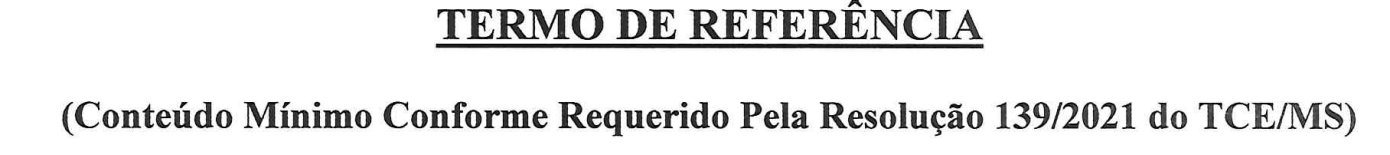 TERMO DE REFERÊNCIA
(Conteúdo Mínimo Conforme Requerido Pela Resolução 139/2021 do TCE/MS)